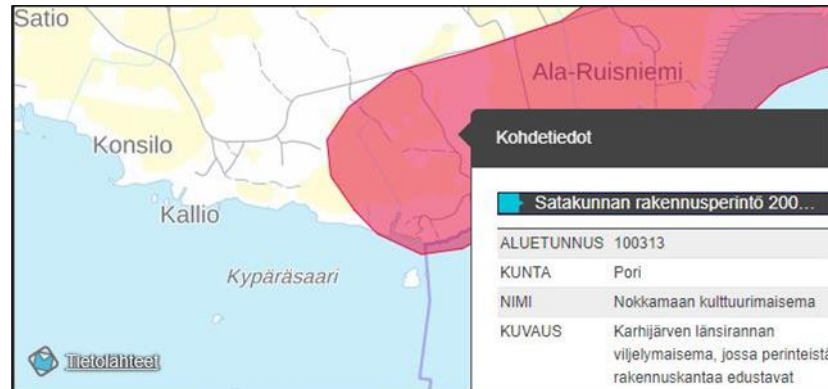 Satio
Ala-Ruisniemi
Konsilo
Kallio
Kypäräsaari
Tietolähteet
Kohdetiedot
Satakunnan rakennusperintö 200...
ALUETUNNUS 100313
KUNTA Pori
NIMI Nokkamaan kulttuurimaisema
KUVAUS Karhijärven länsirannan
viljelymaisema, jossa perinteistä
rakennuskantaa edustavat